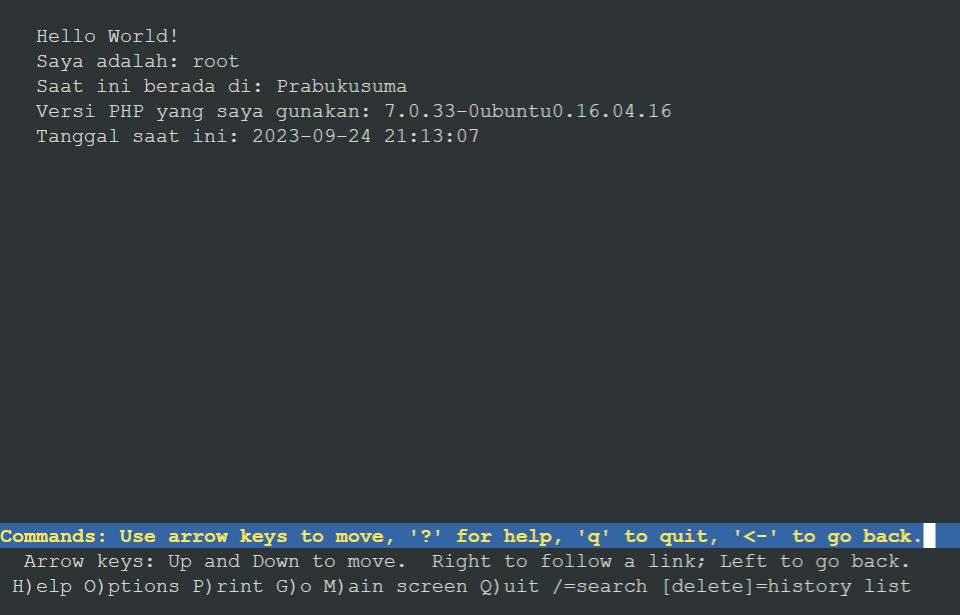 Hello World!
Saya adalah: root
Saat ini berada di: Prabukusuma
Versi PHP yang saya gunakan: 7.0.33-0ubuntu0.16.04.16
Tanggal saat ini: 2023-09-24 21:13:07
Commands: Use arrow keys to move, '?' for help, 'q' to quit, '<-' to go back.
Arrow keys: Up and Down to move.  Right to follow a link; Left to go back.
H)elp O)ptions P)rint G)o M)ain screen Q)uit /=search [delete]=history list